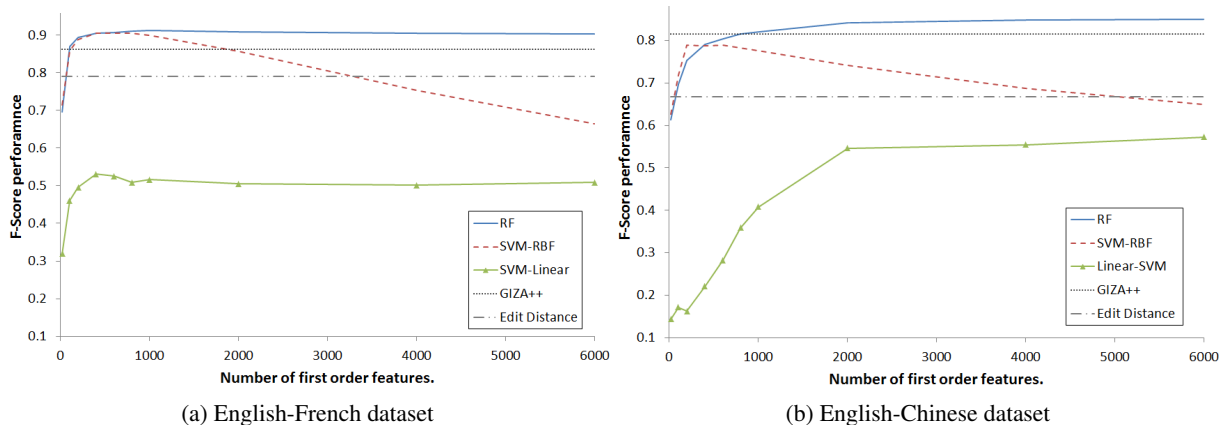 F-Score perforamnce
0.9
0.8
0.7
0.6
0.5
0.4
0.3
0.2
0.1
RF
SVM-RBF
SVM-Linear
GIZA++
Edit Distance
0 1000 2000 3000 4000 5000 6000
Number of first order features.
(a) English-French dataset
F-Score perforamnce
0.8
0.7
0.6
0.5
0.4
0.3
0.2
0.1
RF
SVM-RBF
Linear-SVM
GIZA++
Edit Distance
0 1000 2000 3000 4000 5000 6000
Number of first order features.
(b) English-Chinese dataset